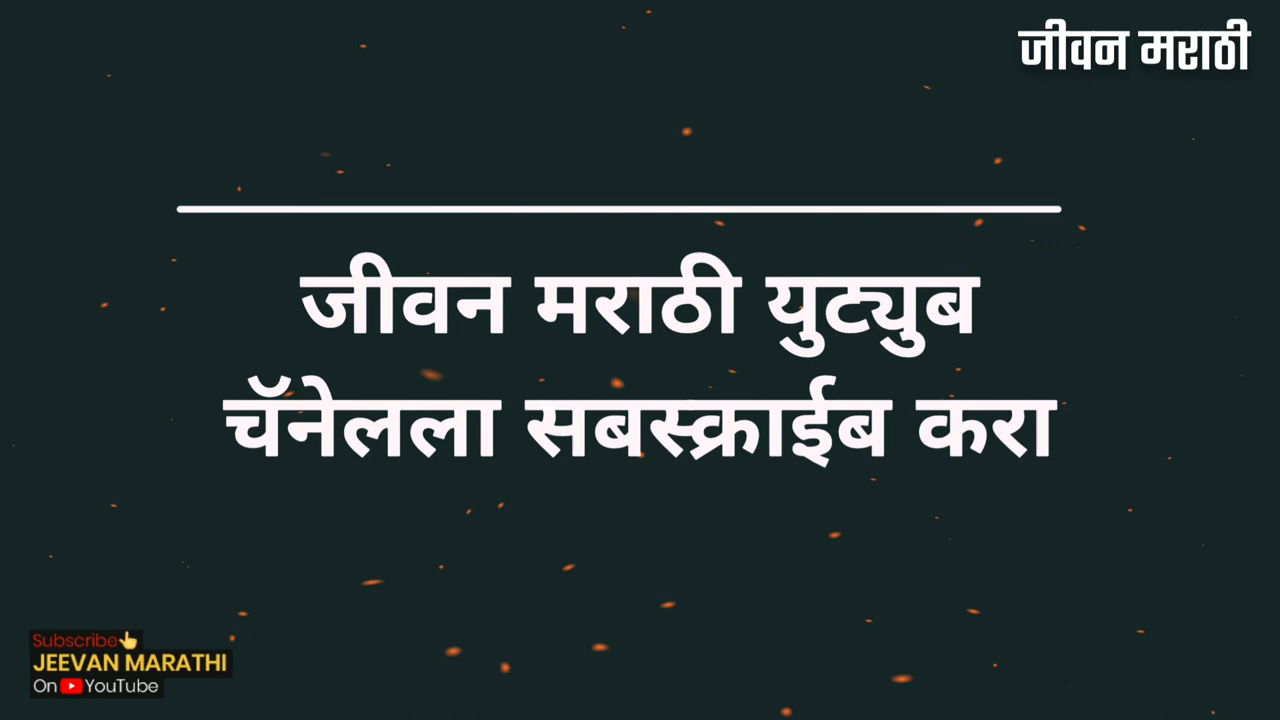 जीवन मराठी
जीवन मराठी युट्युब
चॅनेलला सबस्क्राईब करा
Subscribe👆
JEEVAN MARATHI
On YouTube